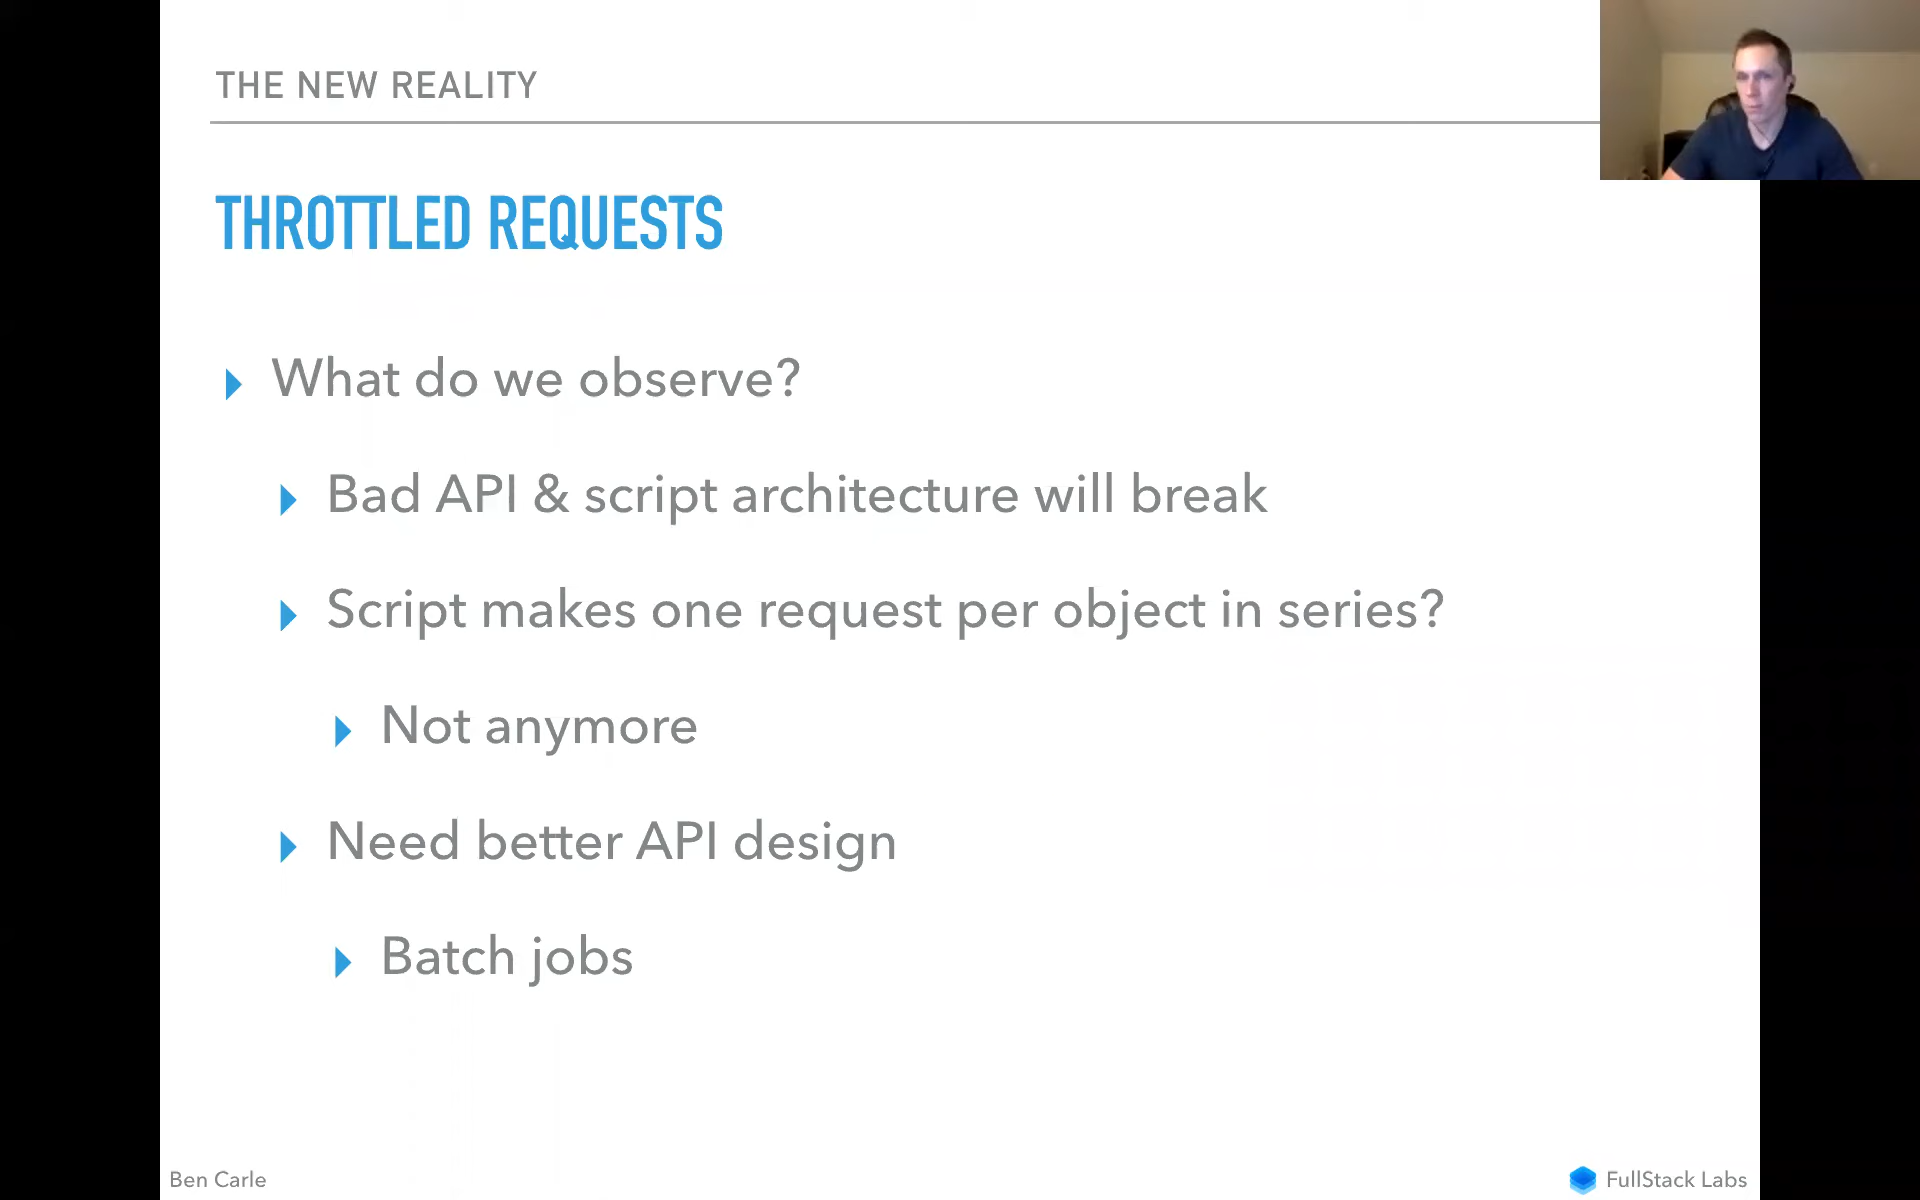 THE NEW REALITY
THROTTLED REQUESTS
What do we observe?
Bad API & script architecture will break
Script makes one request per object in series?
Not anymore
Need better API design
Batch jobs
Ben Carle
FullStack Labs